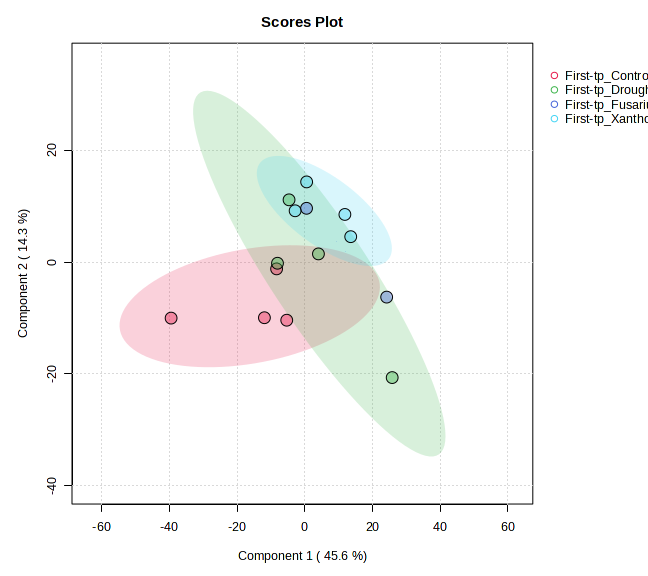 Scores Plot
First-tp_Contro
First-tp_Drough
First-tp_Fusariu
First-tp_Xantho
20
0
-20
-40
Component 2 ( 14.3 %)
-60 -40 -20 0 20 40 60
Component 1 ( 45.6 %)